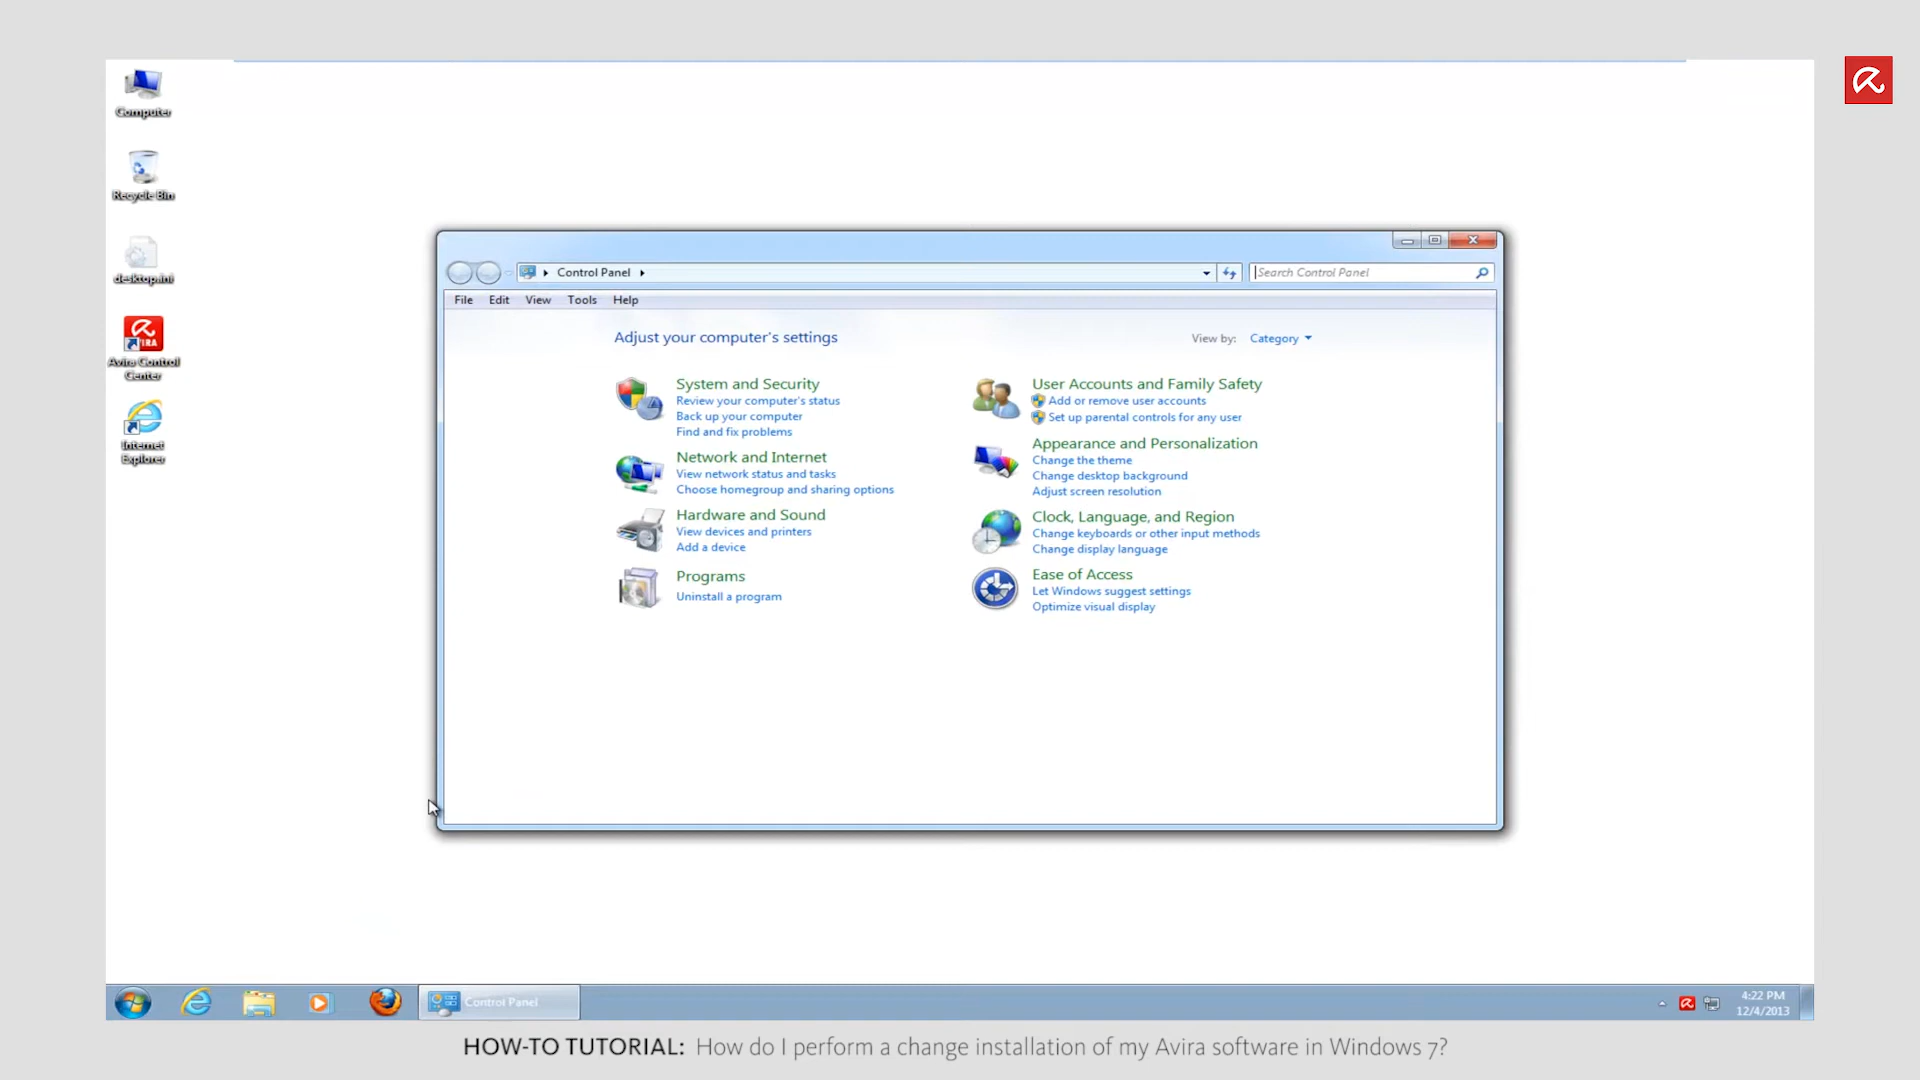 Computer
Recycle Bin
desktop.ini
AVIRA
Avira Control
Center
Internet
Explorer
Control Panel
Search Control Panel
File Edit View Tools Help
Adjust your computer's settings
View by: Category
System and Security
Review your computer's status
Back up your computer
Find and fix problems
Network and Internet
View network status and tasks
Choose homegroup and sharing options
Hardware and Sound
View devices and printers
Add a device
Programs
Uninstall a program
User Accounts and Family Safety
Add or remove user accounts
Set up parental controls for any user
Appearance and Personalization
Change the theme
Change desktop background
Adjust screen resolution
Clock, Language, and Region
Change keyboards or other input methods
Change display language
Ease of Access
Let Windows suggest settings
Optimize visual display
Control Panel
4:22 PM
12/4/2013
HOW-TO TUTORIAL: How do I perform a change installation of my Avira software in Windows 7?